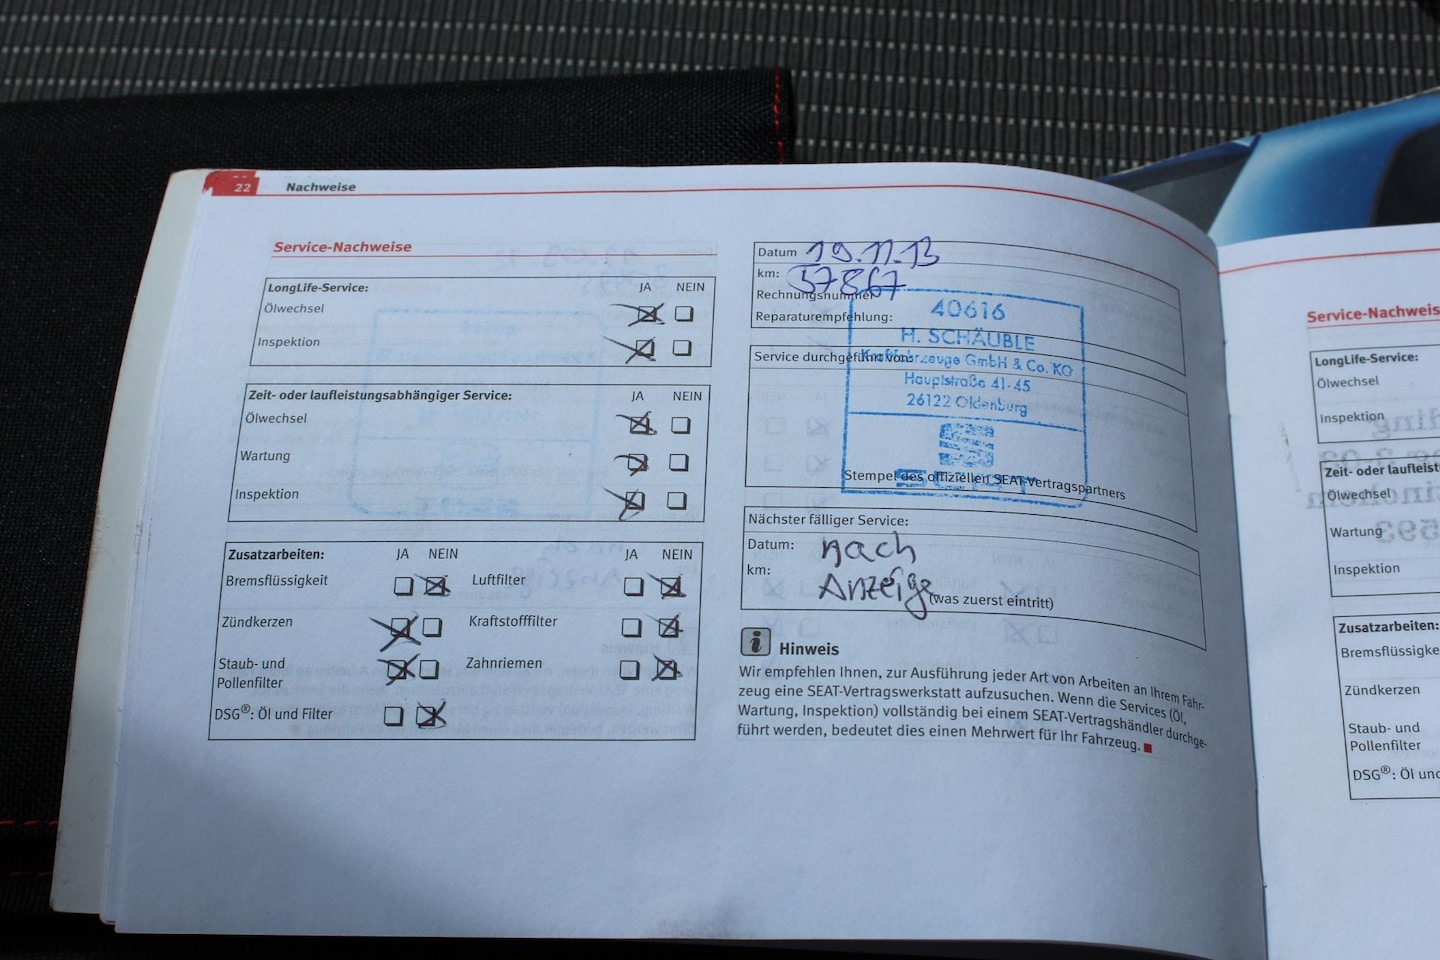 22 Nachweise
Service-Nachweise
LongLife-Service: JA NEIN
Ölwechsel
Inspektion
Zeit- oder laufleistungsabhängiger Service: JA NEIN
Ölwechsel
Wartung
Inspektion
Zusatzarbeiten: JA NEIN JA NEIN
Bremsflüssigkeit Luftfilter
Zündkerzen Kraftstofffilter
Staub- und Zahnriemen
Pollenfilter
DSG®: Öl und Filter
Datum 19.11.13
km: 57867
Rechnungsnummer
Reparaturempfehlung:
40616
H. SCHÄUBLE
Kraftfahrzeuge GmbH & Co. KG
Hauptstraße 41-45
26122 Oldenburg
SEAT
Service durchgeführt von:
Stempel des offiziellen SEAT-Vertragspartners
Nächster fälliger Service:
Datum: nach
km: Anzeige (was zuerst eintritt)
Hinweis
Wir empfehlen Ihnen, zur Ausführung jeder Art von Arbeiten an Ihrem Fahr-
zeug eine SEAT-Vertragswerkstatt aufzusuchen. Wenn die Services (Öl,
Wartung, Inspektion) vollständig bei einem SEAT-Vertragshändler durchge-
führt werden, bedeutet dies einen Mehrwert für Ihr Fahrzeug.
Service-Nachweis
LongLife-Service:
Ölwechsel
Inspektion
Zeit- oder laufleist
Ölwechsel
Wartung
Inspektion
Zusatzarbeiten:
Bremsflüssigke
Zündkerzen
Staub- und
Pollenfilter
DSG®: Öl und